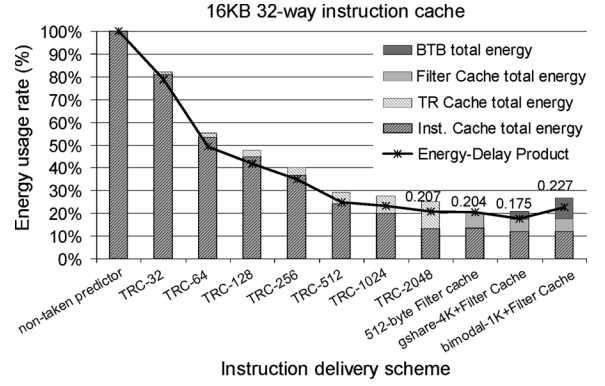 16KB 32-way instruction cache
Energy usage rate (%)
100%
90%
80%
70%
60%
50%
40%
30%
20%
10%
0%
BTB total energy
Filter Cache total energy
TR Cache total energy
Inst. Cache total energy
Energy-Delay Product
0.207
0.204
0.175
0.227
non-taken predictor
TRC-32
TRC-64
TRC-128
TRC-256
TRC-512
TRC-1024
TRC-2048
512-byte Filter cache
gshare-4K+Filter Cache
bimodal-1K+Filter Cache
Instruction delivery scheme